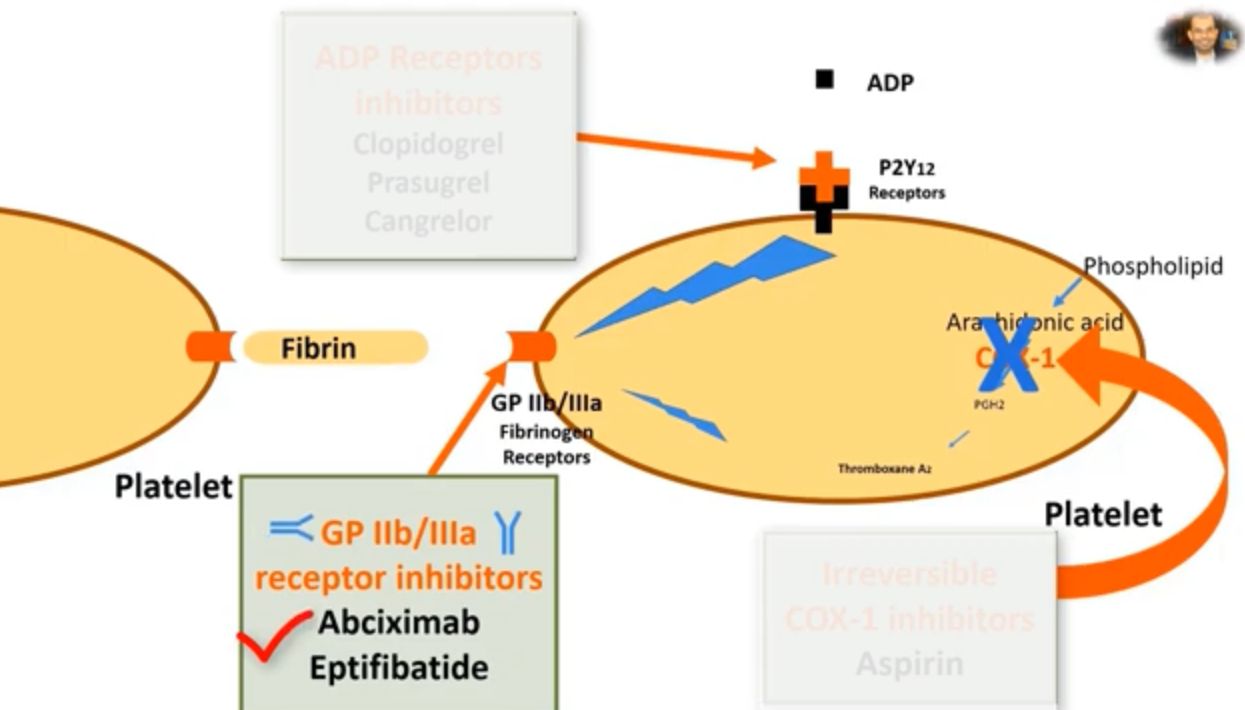 ADP Receptors
inhibitors
Clopidogrel
Prasugrel
Cangrelor
ADP
P2Y12
Receptors
Phospholipid
Arachidonic acid
COX-1
PGH2
Thromboxane A2
Fibrin
GP IIb/IIIa
Fibrinogen
Receptors
Platelet
Platelet
GP IIb/IIIa
receptor inhibitors
Abciximab
Eptifibatide
Irreversible
COX-1 inhibitors
Aspirin